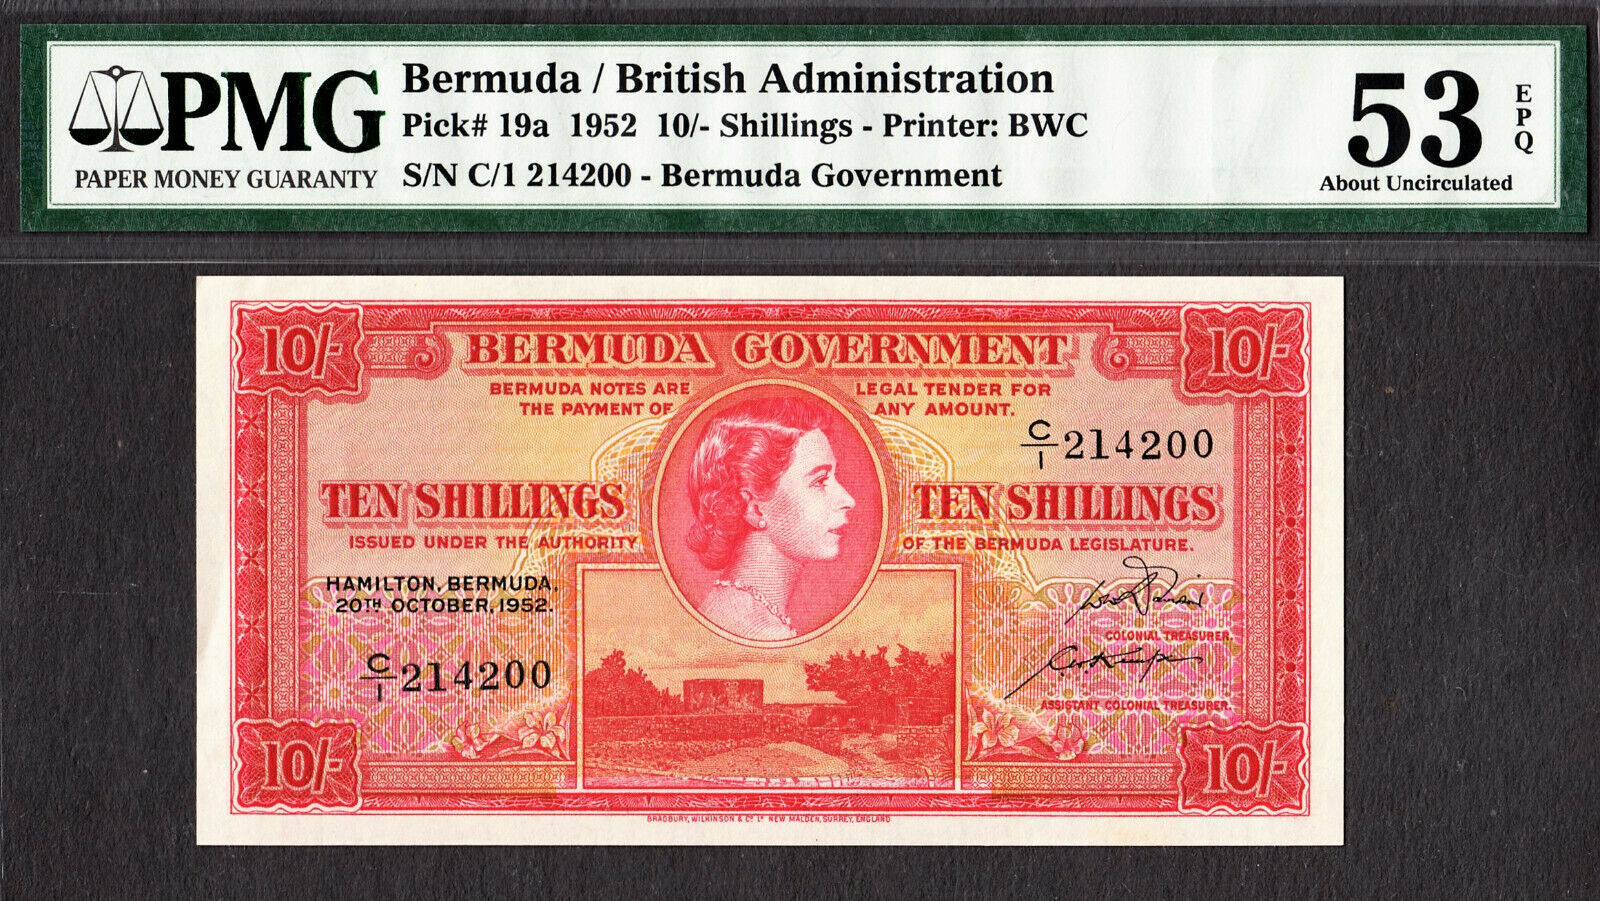 PMG
PAPER MONEY GUARANTY
Bermuda / British Administration
Pick# 19a 1952 10/- Shillings - Printer: BWC
S/N C/1 214200 - Bermuda Government
53
EPQ
About Uncirculated
10/-
10/-
BERMUDA GOVERNMENT
BERMUDA NOTES ARE LEGAL TENDER FOR
THE PAYMENT OF ANY AMOUNT.
C/1 214200
TEN SHILLINGS TEN SHILLINGS
ISSUED UNDER THE AUTHORITY OF THE BERMUDA LEGISLATURE.
HAMILTON, BERMUDA,
20TH OCTOBER, 1952.
COLONIAL TREASURER.
C/1 214200
ASSISTANT COLONIAL TREASURER.
10/-
10/-
BRADBURY, WILKINSON & Cº Lº NEW MALDEN, SURREY, ENGLAND